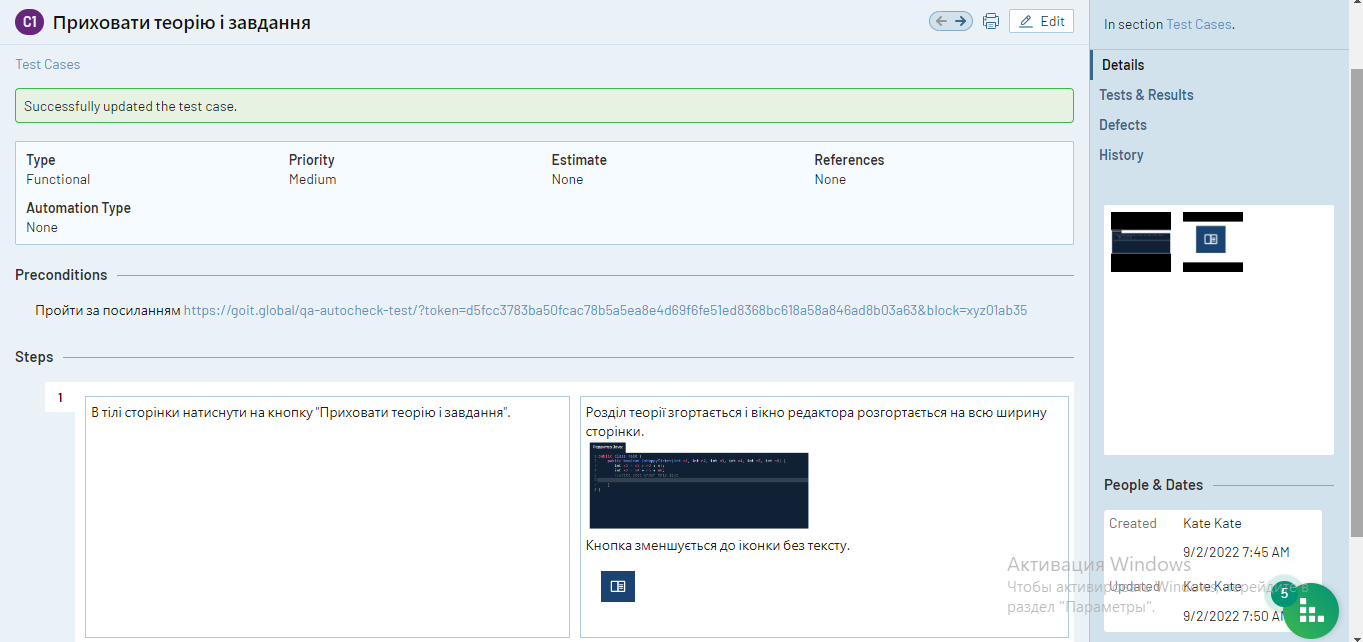 C1 Приховати теорію і завдання
Edit
In section Test Cases.
Test Cases
Details
Tests & Results
Defects
History
Successfully updated the test case.
Type
Functional
Priority
Medium
Estimate
None
References
None
Automation Type
None
Preconditions
Пройти за посиланням https://goit.global/qa-autocheck-test/?token=d5fcc3783ba50fcac78b5a5ea8e4d69f6fe51ed8368bc618a58a846ad8b03a63&block=xyz01ab35
Steps
1
В тілі сторінки натиснути на кнопку "Приховати теорію і завдання".
Розділ теорії згортається і вікно редактора розгортається на всю ширину
сторінки.
Кнопка зменшується до іконки без тексту.
People & Dates
Created
Kate Kate
9/2/2022 7:45 AM
Updated
Kate Kate
9/2/2022 7:50 AM
Активация Windows
Чтобы активировать Windows, перейдите в
раздел "Параметры".
5